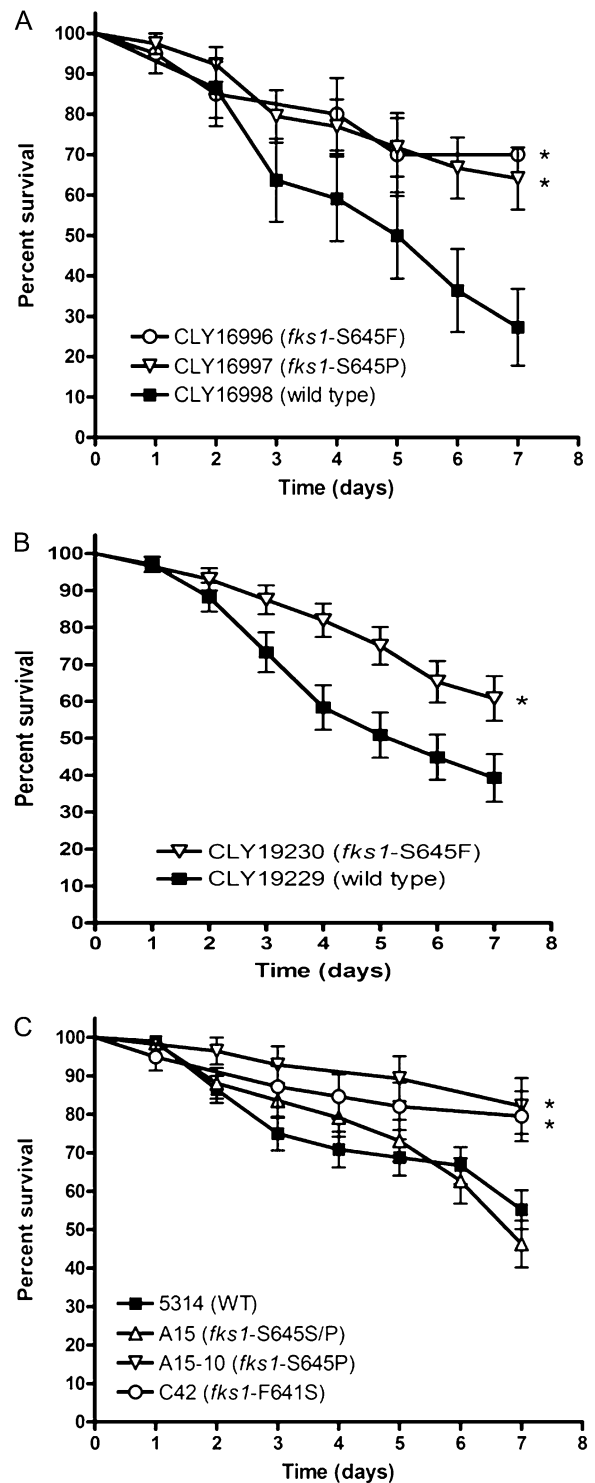 A
100
90
80
70
60
50
40
30
20
10
0
Percent survival
*
*
CLY16996 (fks1-S645F)
CLY16997 (fks1-S645P)
CLY16998 (wild type)
0 1 2 3 4 5 6 7 8
Time (days)
B
100
90
80
70
60
50
40
30
20
10
0
Percent survival
*
CLY19230 (fks1-S645F)
CLY19229 (wild type)
0 1 2 3 4 5 6 7 8
Time (days)
C
100
90
80
70
60
50
40
30
20
10
0
Percent survival
*
*
5314 (WT)
A15 (fks1-S645S/P)
A15-10 (fks1-S645P)
C42 (fks1-F641S)
0 1 2 3 4 5 6 7 8
Time (days)